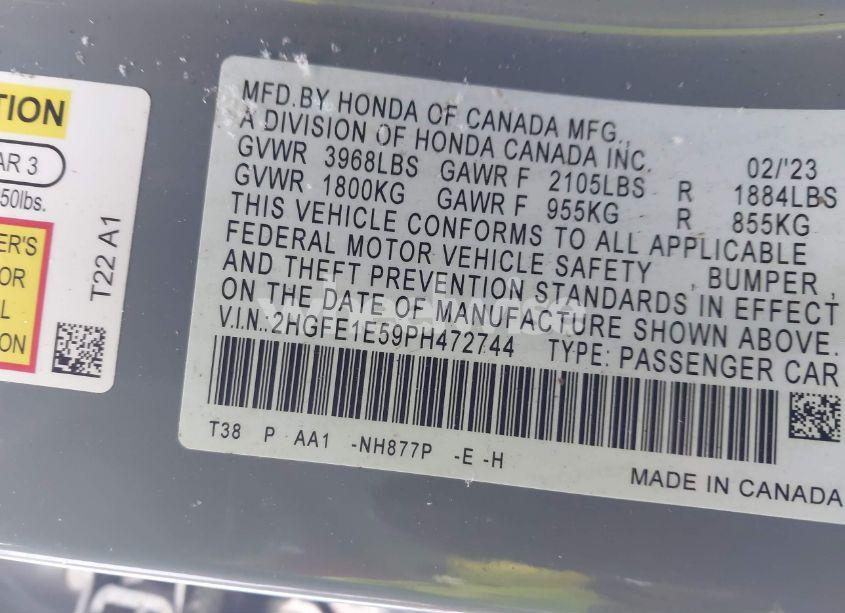 TION
AR 3
50lbs.
ER'S
OR
L
ION
T22 A1
MFD.BY HONDA OF CANADA MFG.,
A DIVISION OF HONDA CANADA INC. 02/'23
GVWR 3968LBS GAWR F 2105LBS R 1884LBS
GVWR 1800KG GAWR F 955KG R 855KG
THIS VEHICLE CONFORMS TO ALL APPLICABLE
FEDERAL MOTOR VEHICLE SAFETY , BUMPER ,
AND THEFT PREVENTION STANDARDS IN EFFECT
ON THE DATE OF MANUFACTURE SHOWN ABOVE.
V.I.N.:2HGFE1E59PH472744 TYPE: PASSENGER CAR
T38 P AA1 -NH877P -E -H
MADE IN CANADA